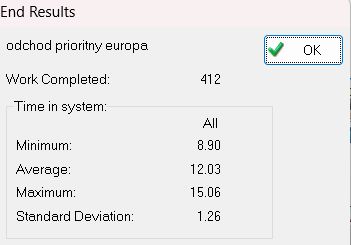 End Results
odchod prioritny europa
OK
Work Completed: 412
Time in system:
All
Minimum: 8.90
Average: 12.03
Maximum: 15.06
Standard Deviation: 1.26